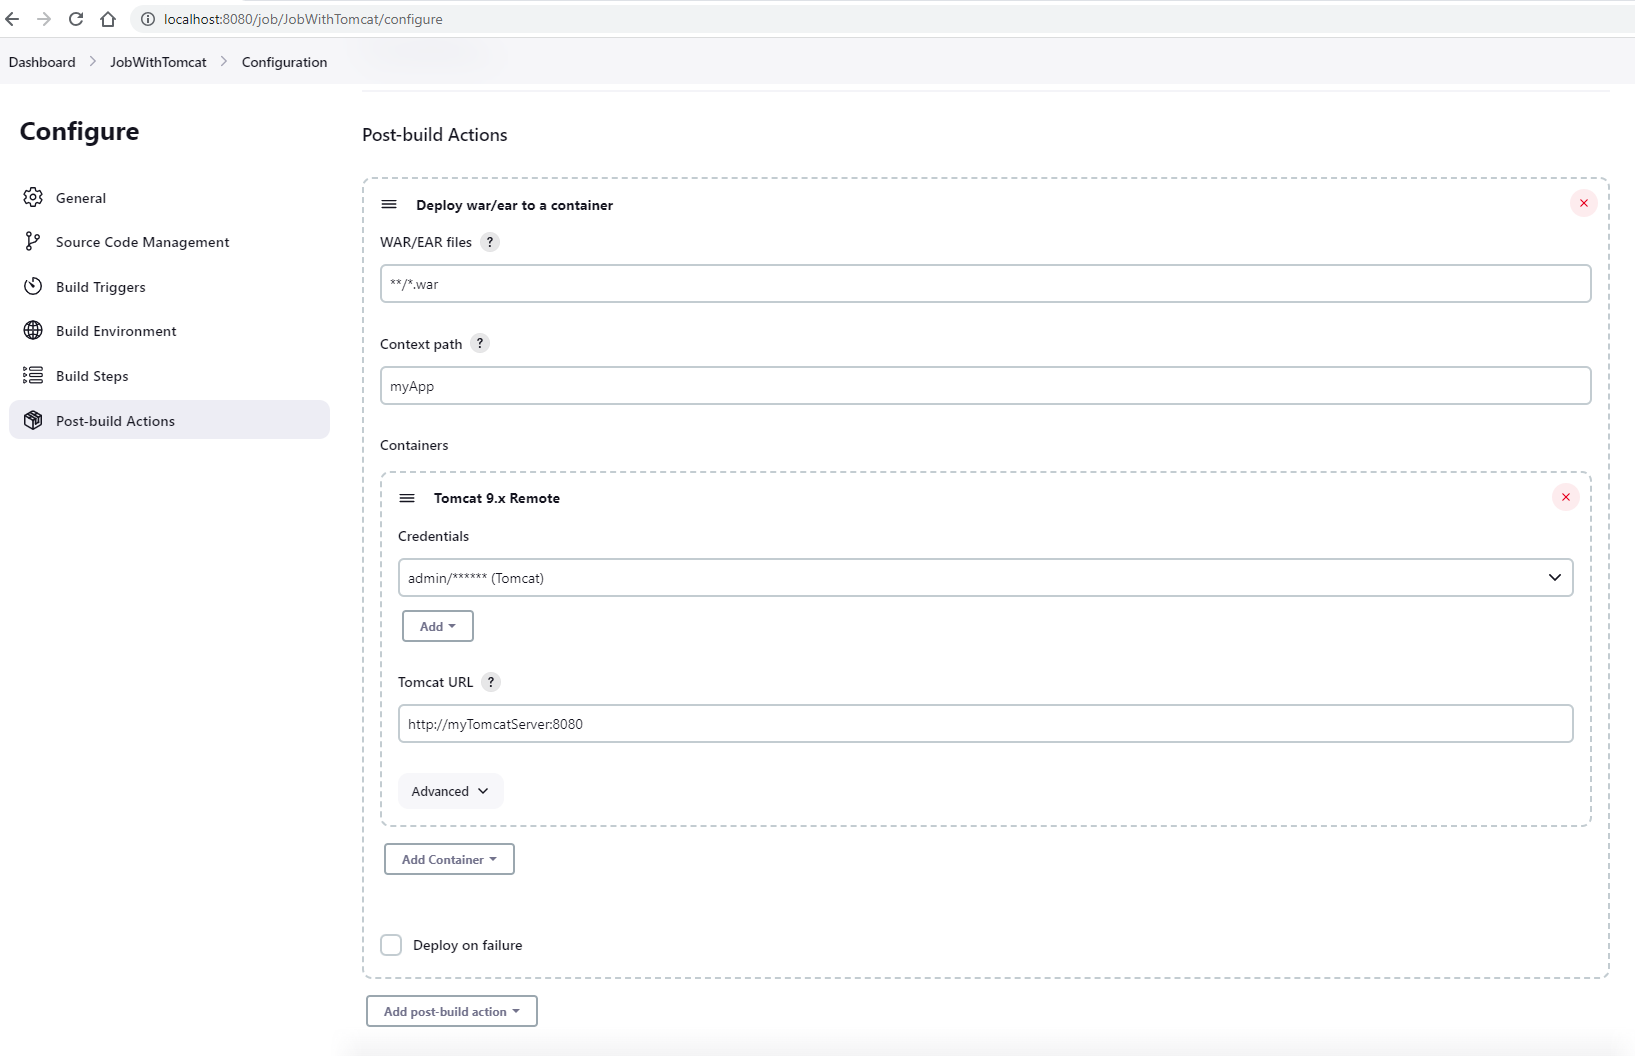 localhost:8080/job/JobWithTomcat/configure
Dashboard > JobWithTomcat > Configuration
Configure
General
Source Code Management
Build Triggers
Build Environment
Build Steps
Post-build Actions
Post-build Actions
Deploy war/ear to a container
WAR/EAR files ?
**/*.war
Context path ?
myApp
Containers
Tomcat 9.x Remote
Credentials
admin/****** (Tomcat)
Add
Tomcat URL ?
http://myTomcatServer:8080
Advanced
Add Container
Deploy on failure
Add post-build action